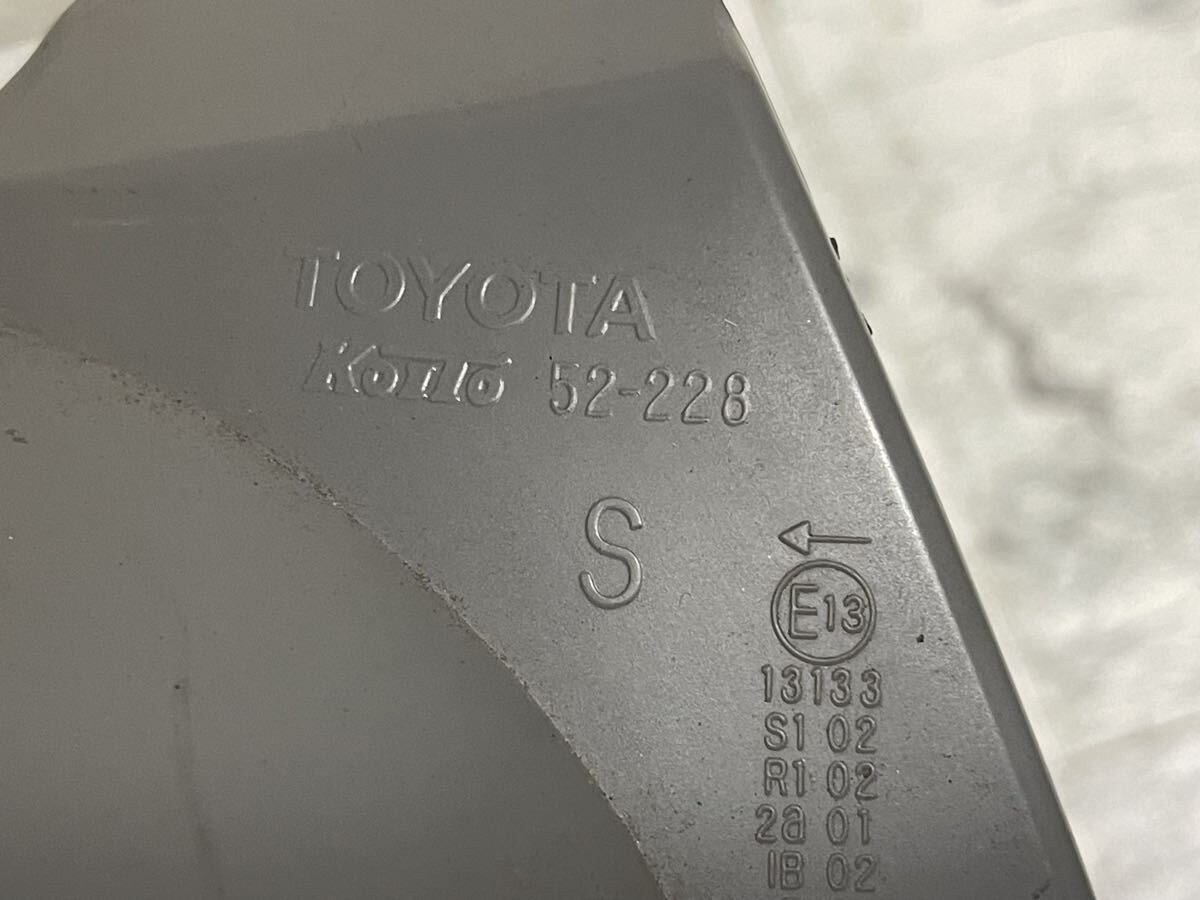 TOYOTA
KOITO 52-228
S
←
E13
13133
S1 02
R1 02
2a 01
IB 02